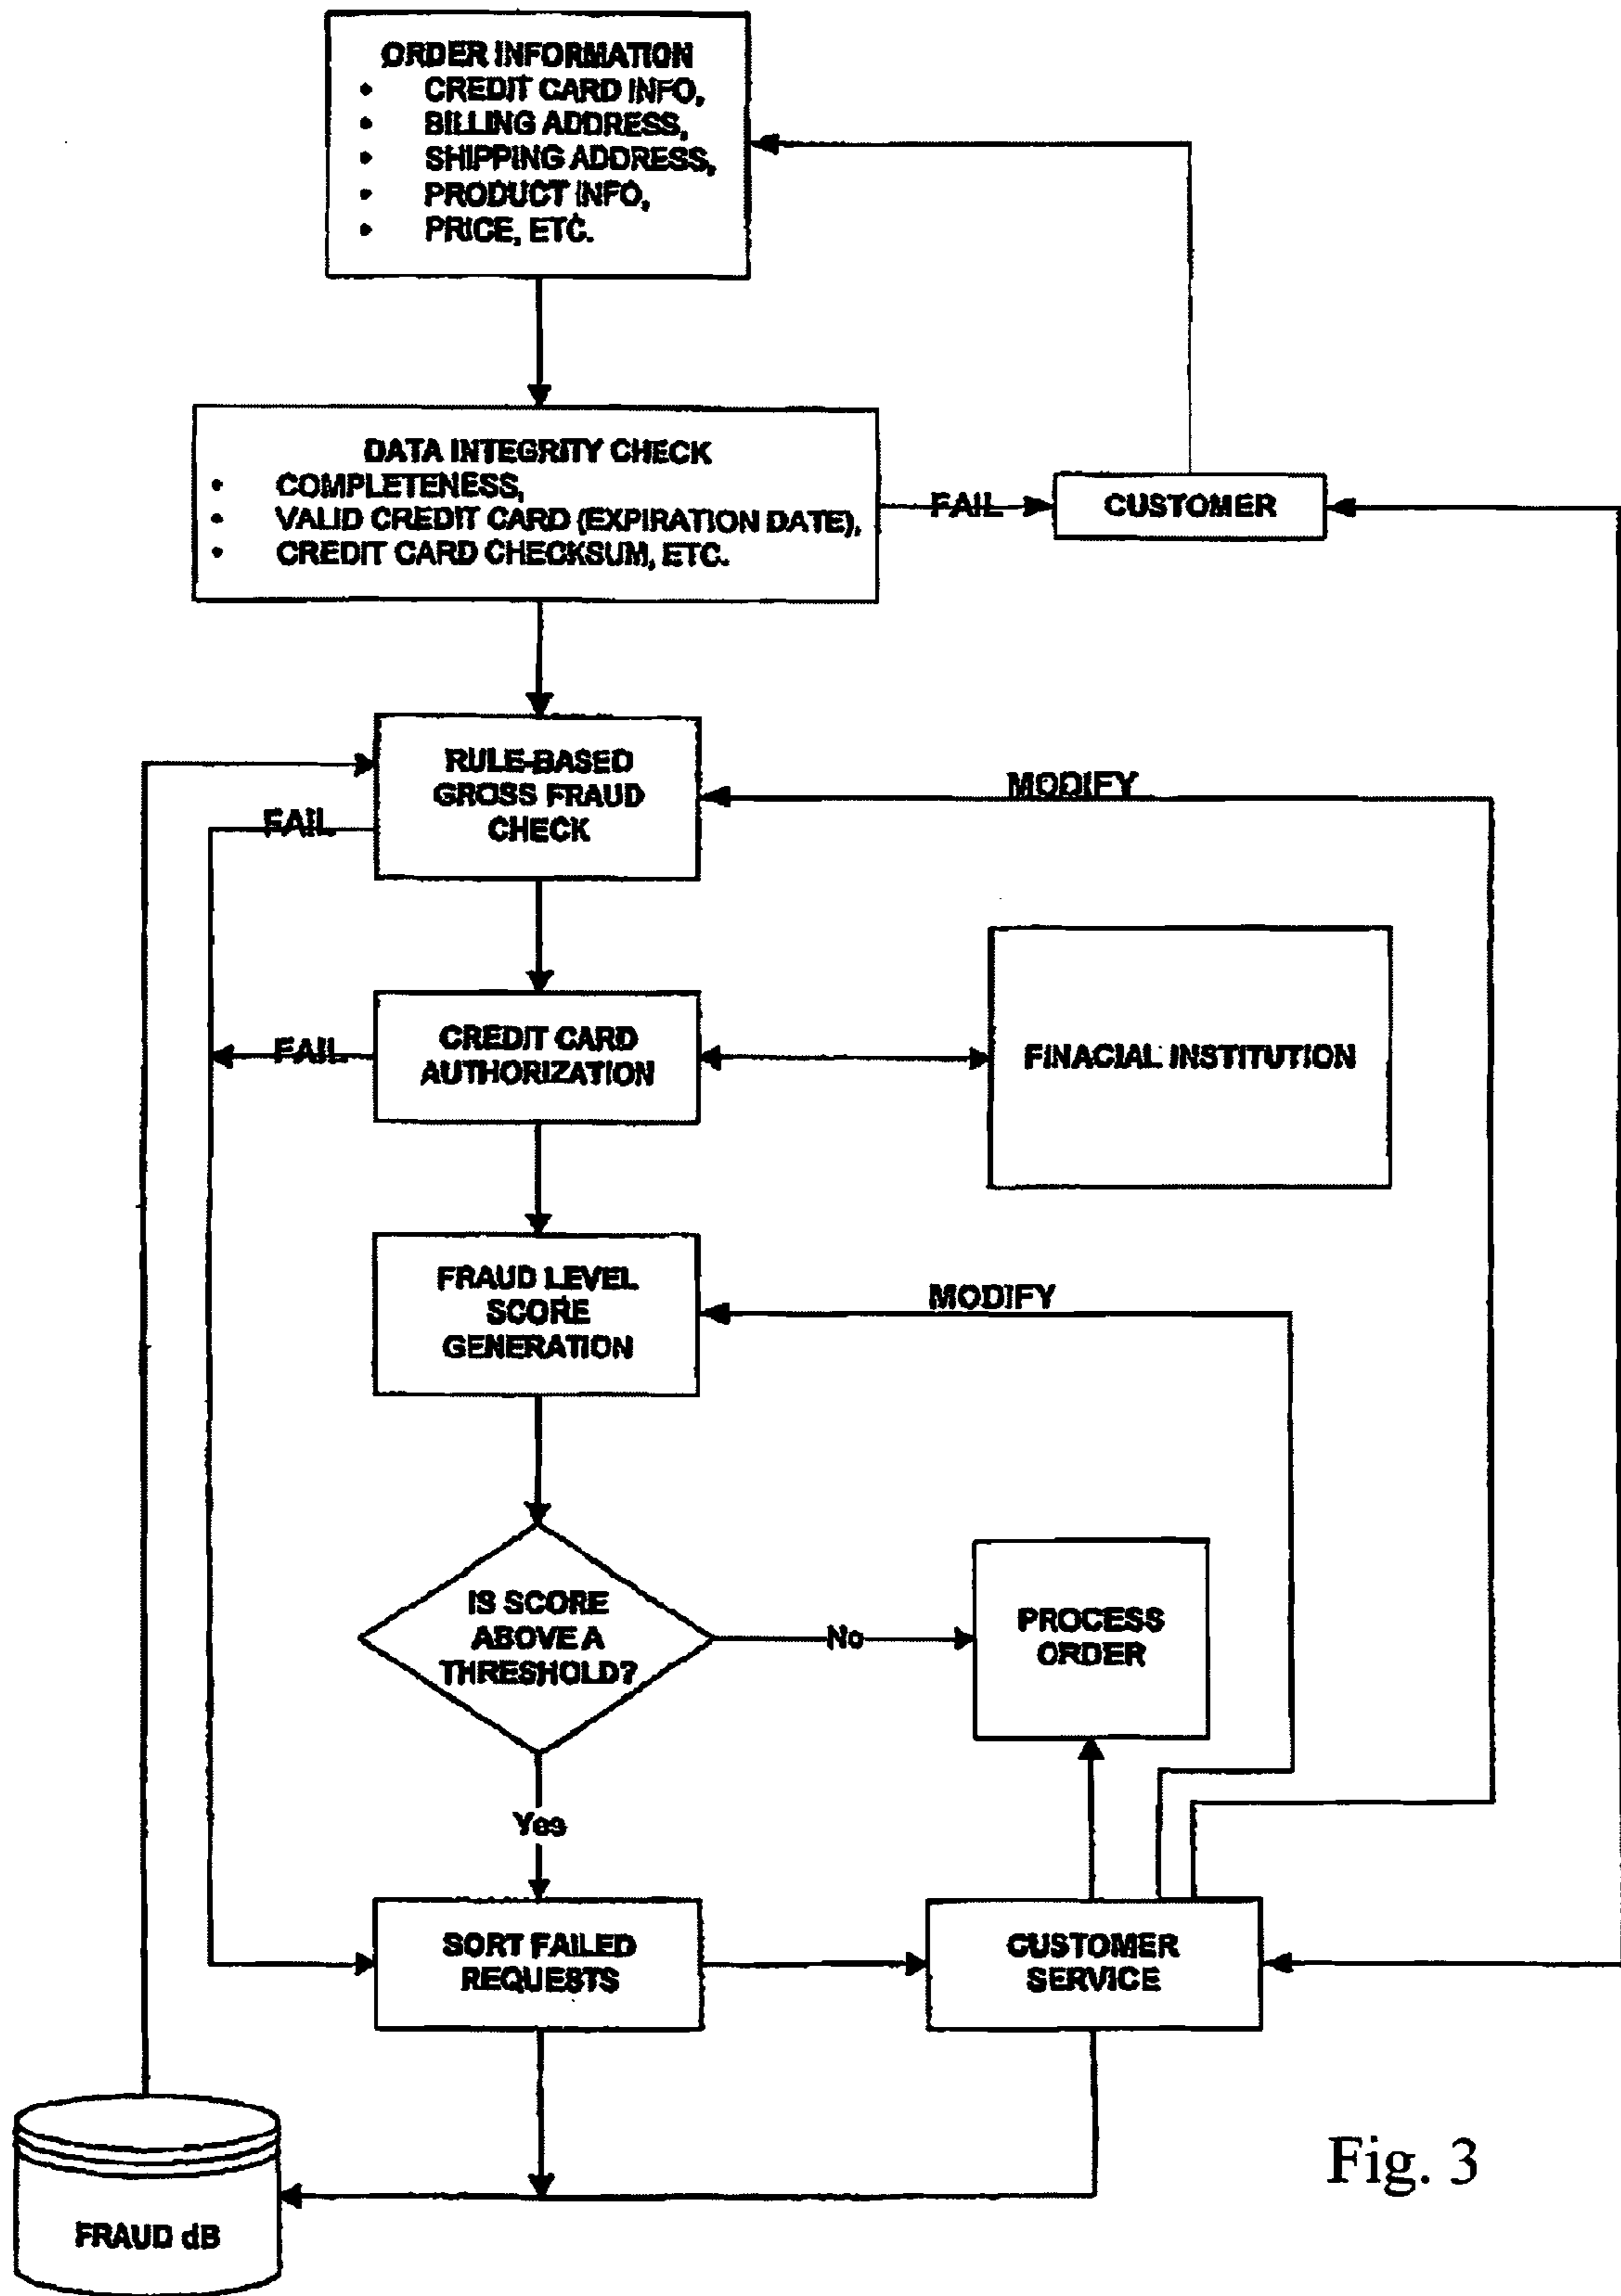 ORDER INFORMATION
• CREDIT CARD INFO,
• BILLING ADDRESS,
• SHIPPING ADDRESS,
• PRODUCT INFO,
• PRICE, ETC.
DATA INTEGRITY CHECK
• COMPLETENESS,
• VALID CREDIT CARD (EXPIRATION DATE),
• CREDIT CARD CHECKSUM, ETC.
FAIL
CUSTOMER
RULE-BASED
GROSS FRAUD
CHECK
MODIFY
FAIL
CREDIT CARD
AUTHORIZATION
FAIL
FINACIAL INSTITUTION
FRAUD LEVEL
SCORE
GENERATION
MODIFY
IS SCORE
ABOVE A
THRESHOLD?
No
PROCESS
ORDER
Yes
SORT FAILED
REQUESTS
CUSTOMER
SERVICE
FRAUD dB
Fig. 3